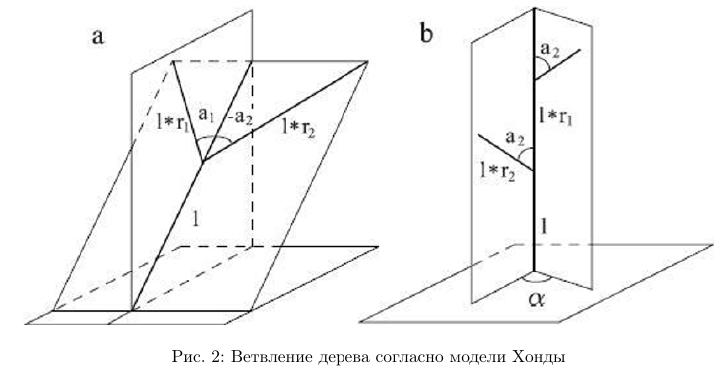 a
b
l*r₁
a₁
-a₂
l*r₂
l
a₂
l*r₁
a₂
l*r₂
l
α
Рис. 2: Ветвление дерева согласно модели Хонды